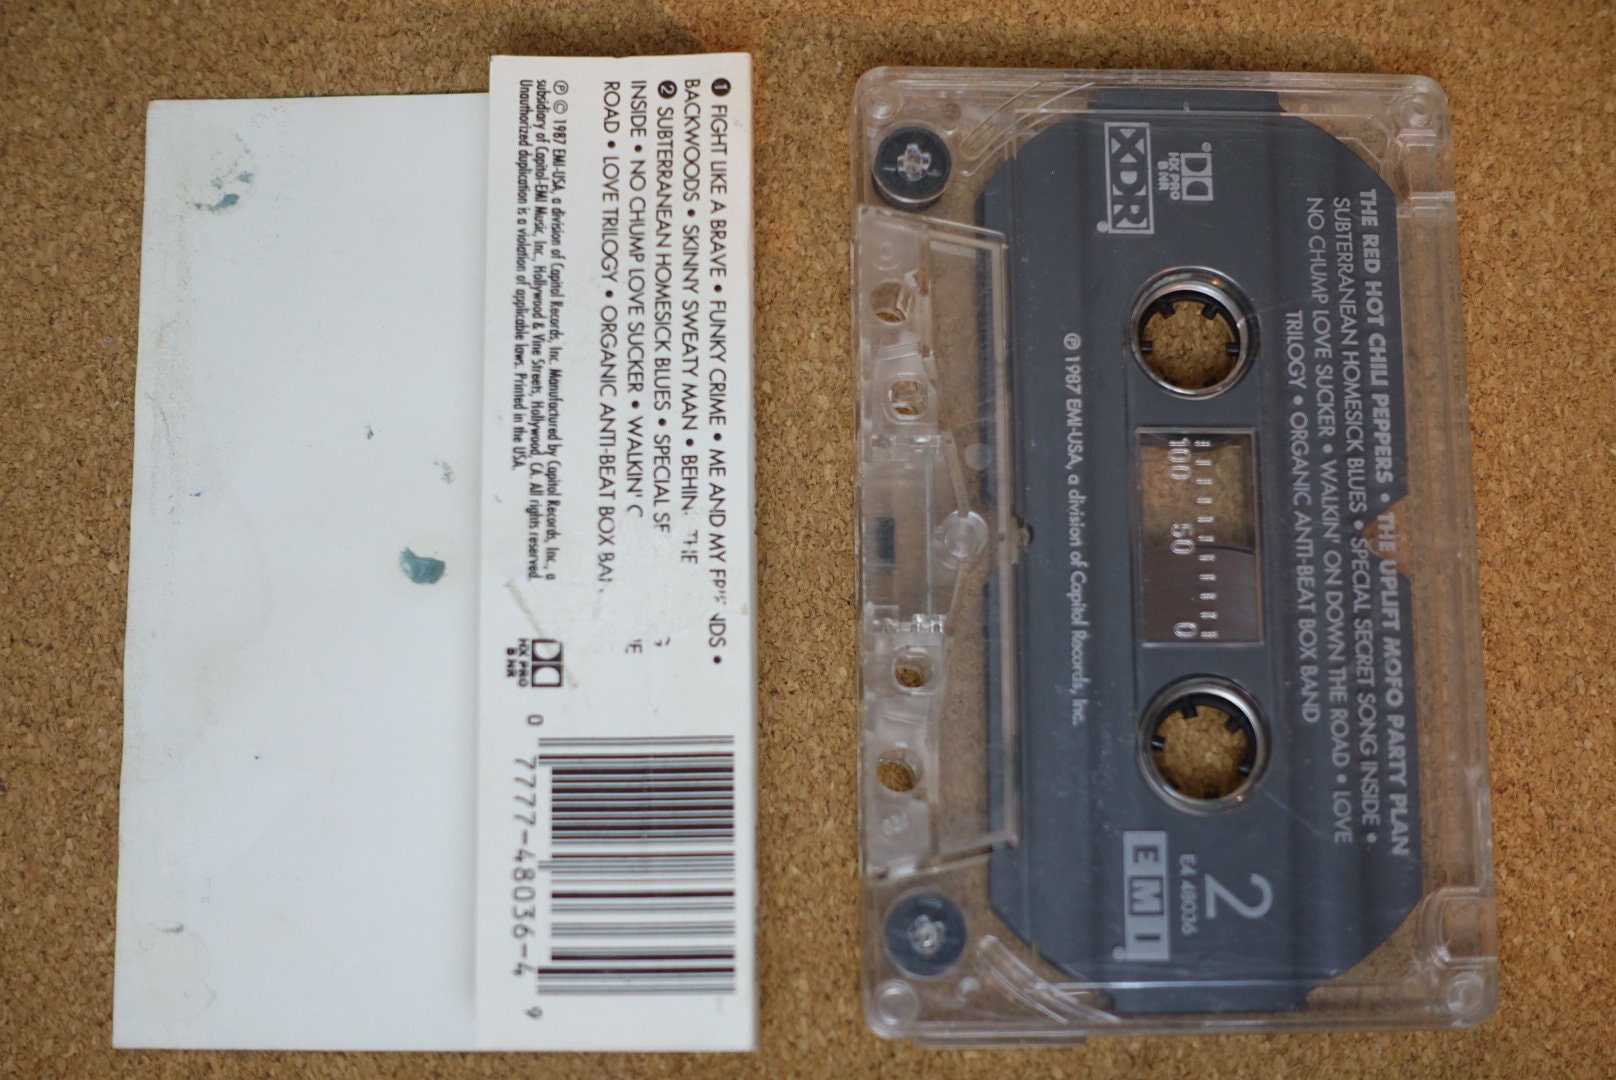 ❶ FIGHT LIKE A BRAVE • FUNKY CRIME • ME AND MY
BACKWOODS • SKINNY SWEATY MAN • THE
❷ SUBTERRANEAN HOMESICK BLUES • SPECIAL
INSIDE • NO CHUMP LOVE SUCKER • WALKIN'
ROAD • LOVE TRILOGY • ORGANIC ANTI-BEAT BOX
℗ © 1987 EMI-USA, a division of Capitol Records, Inc. Manufactured by Capitol Records, Inc., a
subsidiary of Capitol-EMI Music, Inc., Hollywood & Vine Streets, Hollywood, CA. All rights reserved.
Unauthorized duplication is a violation of applicable laws. Printed in the USA.
HX PRO
B NR
0 7777-48036-4 9
THE RED HOT CHILI PEPPERS • THE UPLIFT MOFO PARTY PLAN
SUBTERRANEAN HOMESICK BLUES • SPECIAL SECRET SONG INSIDE •
NO CHUMP LOVE SUCKER • WALKIN' ON DOWN THE ROAD • LOVE
TRILOGY • ORGANIC ANTI-BEAT BOX BAND
HX PRO
B NR
XDR®
100 50 0
2
E4 48036
EMI®
℗ 1987 EMI-USA, a division of Capitol Records, Inc.